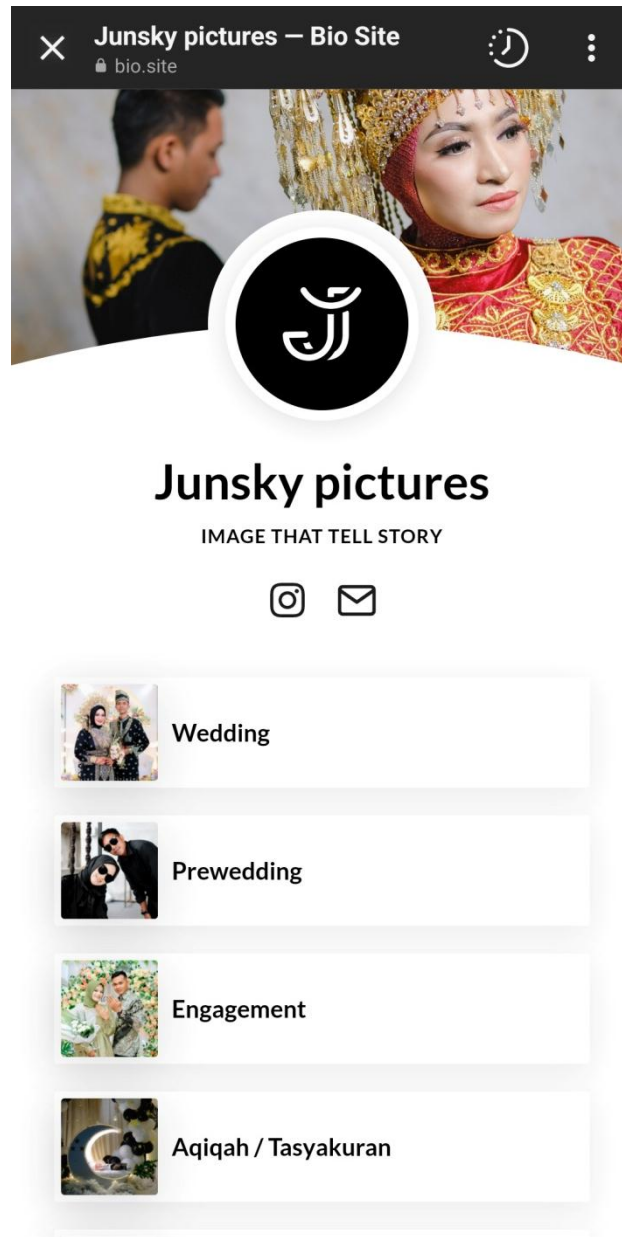 Junsky pictures — Bio Site
bio.site
Junsky pictures
IMAGE THAT TELL STORY
Wedding
Prewedding
Engagement
Aqiqah / Tasyakuran